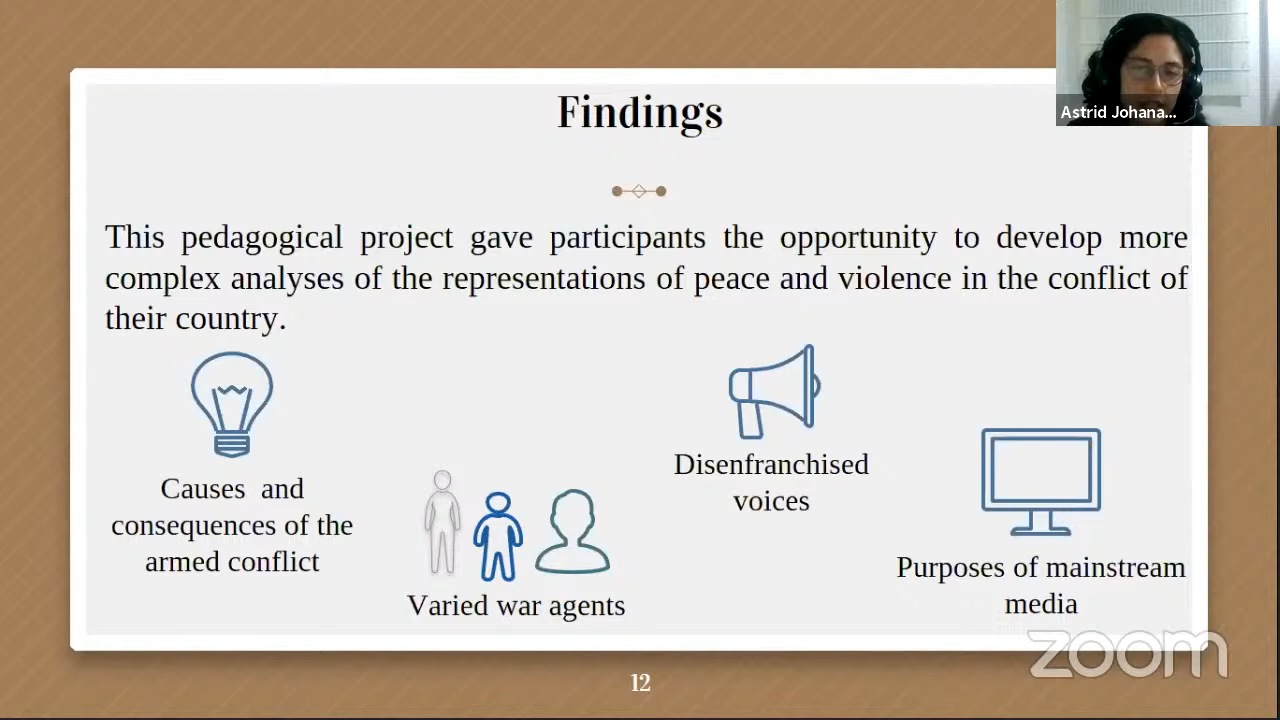 Findings
Astrid Johana...
This pedagogical project gave participants the opportunity to develop more
complex analyses of the representations of peace and violence in the conflict of
their country.
Causes and
consequences of the
armed conflict
Varied war agents
Disenfranchised
voices
Purposes of mainstream
media
zoom
12